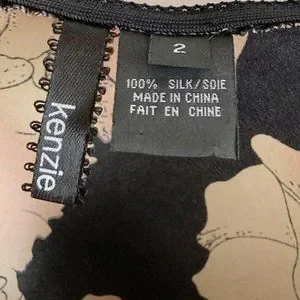 kenzie
2
100% SILK/SOIE
MADE IN CHINA
FAIT EN CHINE